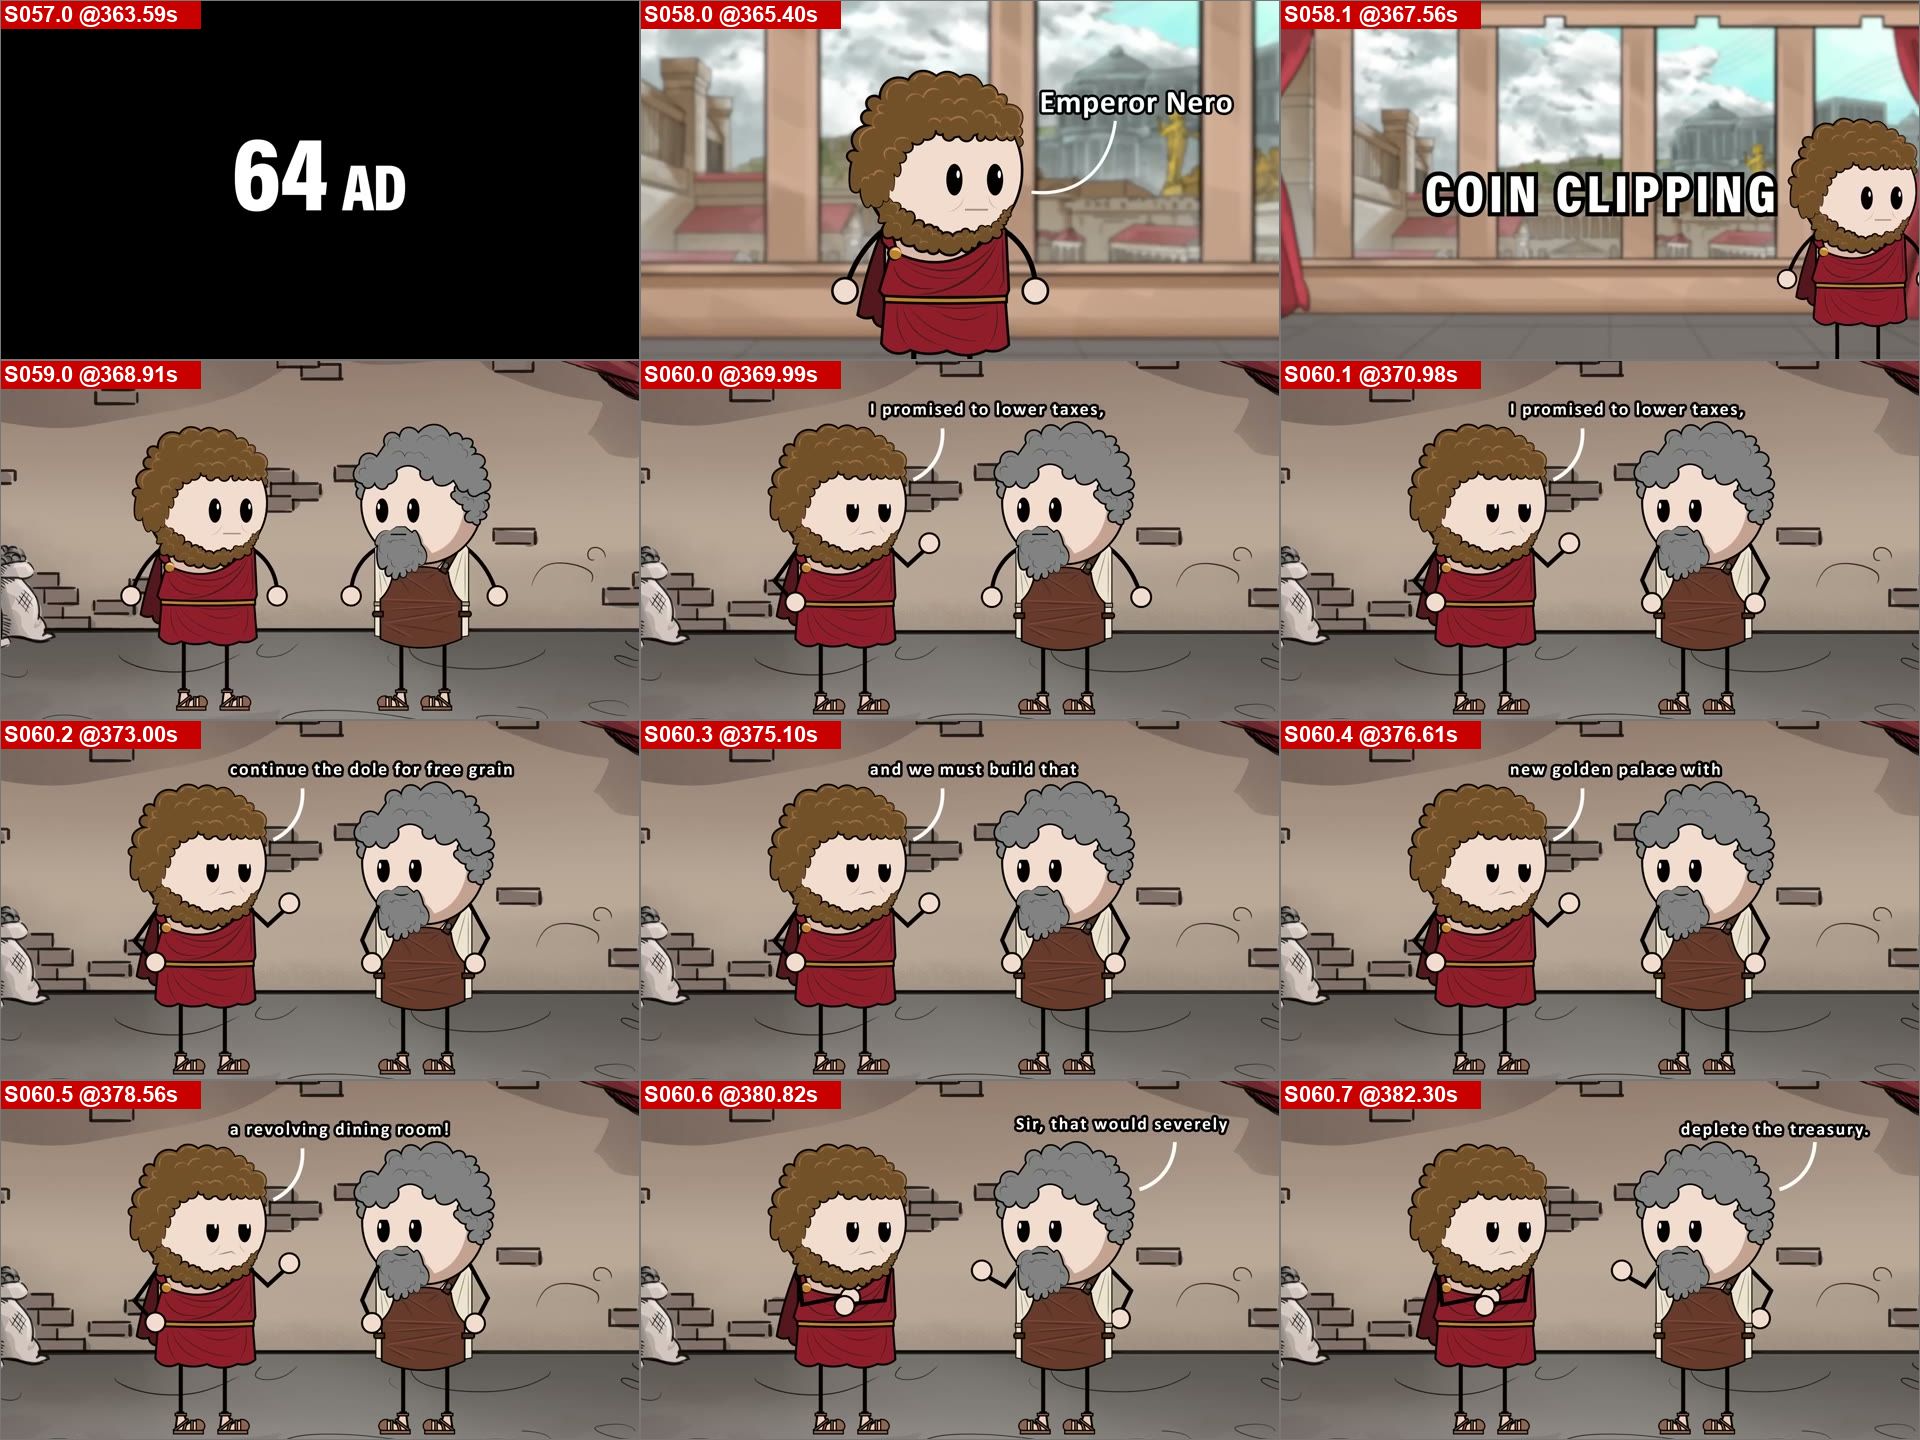 S057.0 @363.59s
64 AD
S058.0 @365.40s
Emperor Nero
S058.1 @367.56s
COIN CLIPPING
S059.0 @368.91s
S060.0 @369.99s
I promised to lower taxes,
S060.1 @370.98s
I promised to lower taxes,
S060.2 @373.00s
continue the dole for free grain
S060.3 @375.10s
and we must build that
S060.4 @376.61s
new golden palace with
S060.5 @378.56s
a revolving dining room!
S060.6 @380.82s
Sir, that would severely
S060.7 @382.30s
deplete the treasury.